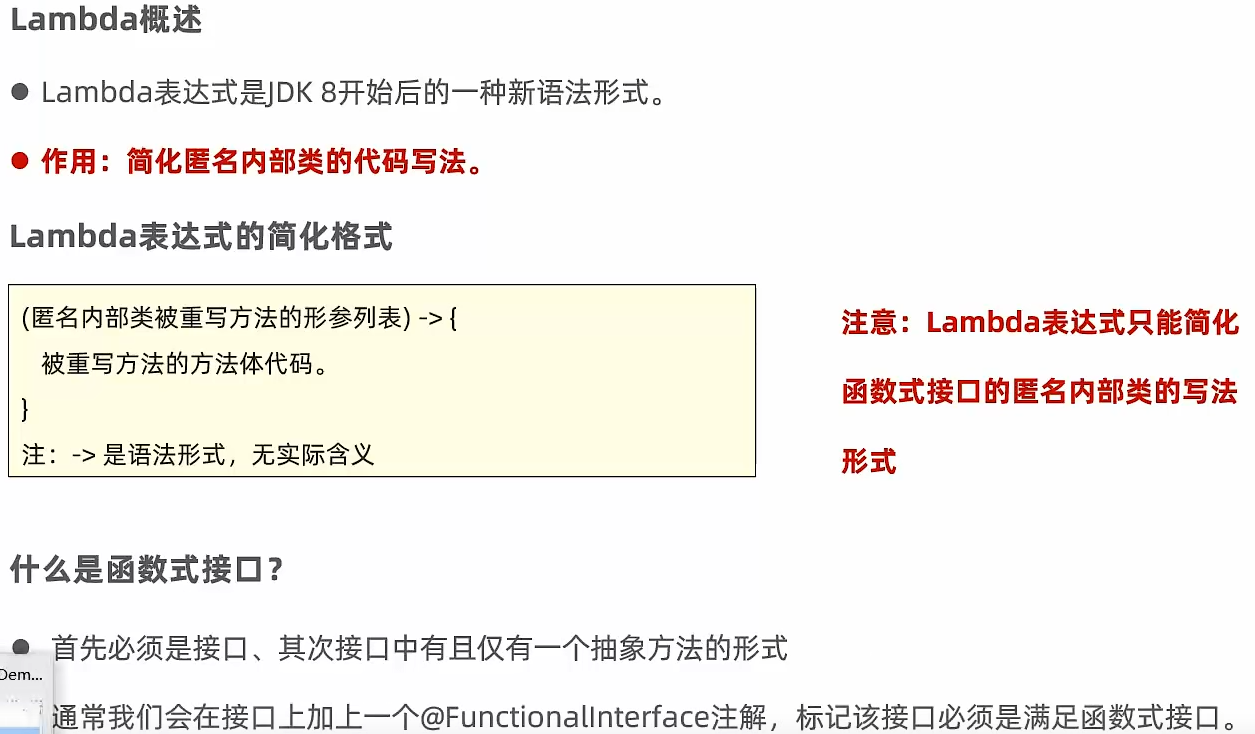 Lambda概述
● Lambda表达式是JDK 8开始后的一种新语法形式。
● 作用：简化匿名内部类的代码写法。
Lambda表达式的简化格式
(匿名内部类被重写方法的形参列表) -> {
被重写方法的方法体代码。
}
注：-> 是语法形式，无实际含义
注意：Lambda表达式只能简化
函数式接口的匿名内部类的写法
形式
什么是函数式接口？
● 首先必须是接口、其次接口中有且仅有一个抽象方法的形式
Dem...
通常我们会在接口上加上一个@FunctionalInterface注解，标记该接口必须是满足函数式接口。